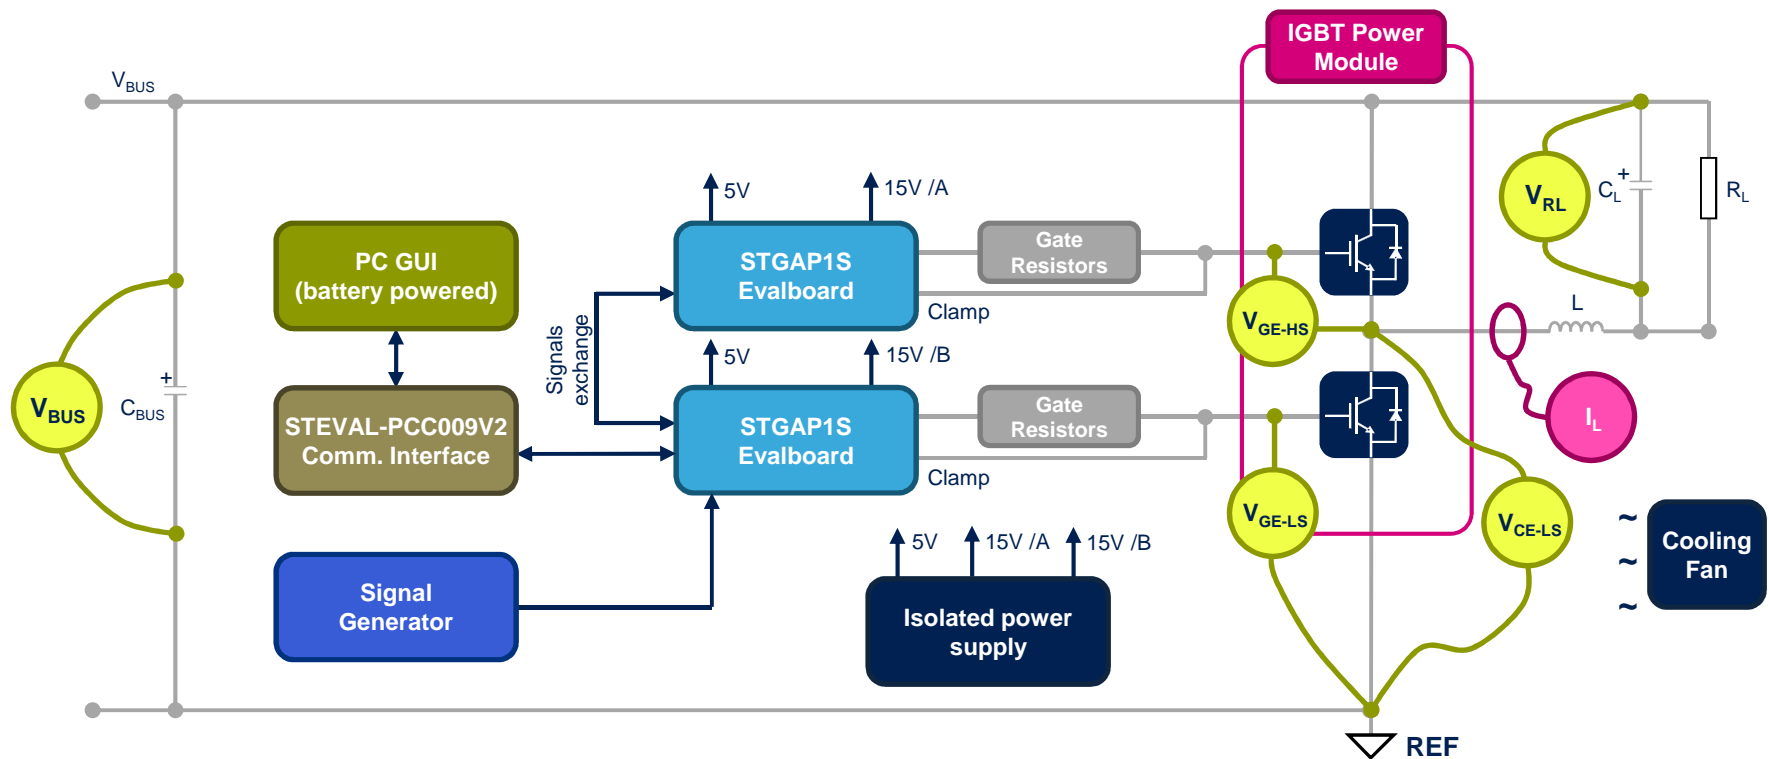 IGBT Power
Module
VBUS
5V
15V /A
PC GUI
(battery powered)
STGAP1S
Evalboard
Gate
Resistors
Clamp
VGE-HS
VRL
CL
+
RL
L
Signals
exchange
5V
15V /B
VBUS
+
CBUS
STEVAL-PCC009V2
Comm. Interface
STGAP1S
Evalboard
Gate
Resistors
Clamp
IL
VGE-LS
VCE-LS
~
~
~
Cooling
Fan
5V
15V /A
15V /B
Signal
Generator
Isolated power
supply
REF